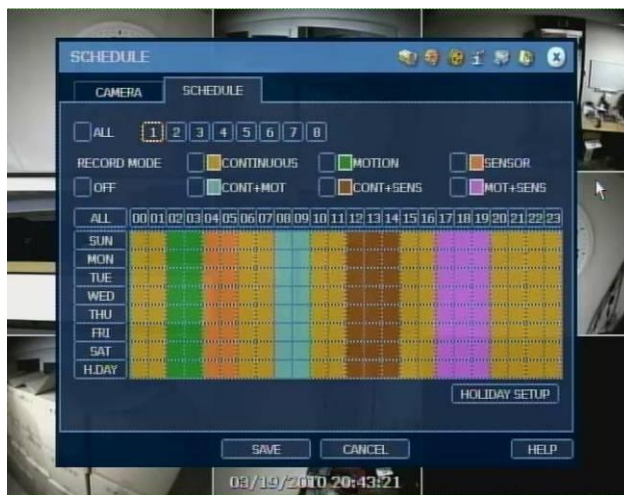 SCHEDULE
CAMERA SCHEDULE
ALL 1 2 3 4 5 6 7 8
RECORD MODE CONTINUOUS MOTION SENSOR
OFF CONT+MOT CONT+SENS MOT+SENS
ALL 00 01 02 03 04 05 06 07 08 09 10 11 12 13 14 15 16 17 18 19 20 21 22 23
SUN
MON
TUE
WED
THU
FRI
SAT
H.DAY
HOLIDAY SETUP
SAVE CANCEL HELP
03/19/2010 20:43:21